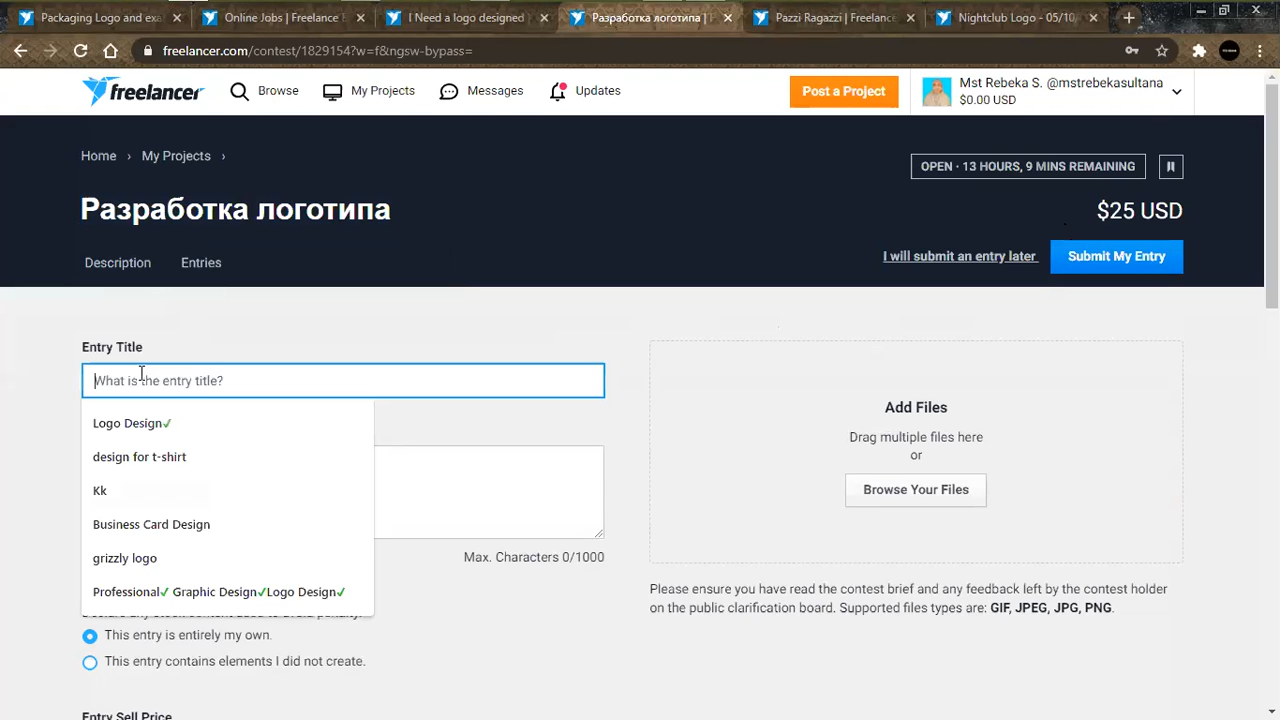 Packaging Logo and exa
Online Jobs | Freelance E
I Need a logo designed
Разработка логотипа | F
Pazzi Ragazzi | Freelanc
Nightclub Logo - 05/10
freelancer.com/contest/1829154?w=f&ngsw-bypass=
freelancer
Browse
My Projects
Messages
Updates
Post a Project
Mst Rebeka S. @mstrebekasultana
$0.00 USD
Home › My Projects ›
OPEN · 13 HOURS, 9 MINS REMAINING
Разработка логотипа
$25 USD
Description
Entries
I will submit an entry later
Submit My Entry
Entry Title
What is the entry title?
Logo Design✓
design for t-shirt
Kk
Business Card Design
grizzly logo
Professional✓ Graphic Design✓Logo Design✓
Max. Characters 0/1000
This entry is entirely my own.
This entry contains elements I did not create.
Entry Sell Price
Add Files
Drag multiple files here
or
Browse Your Files
Please ensure you have read the contest brief and any feedback left by the contest holder
on the public clarification board. Supported files types are: GIF, JPEG, JPG, PNG.